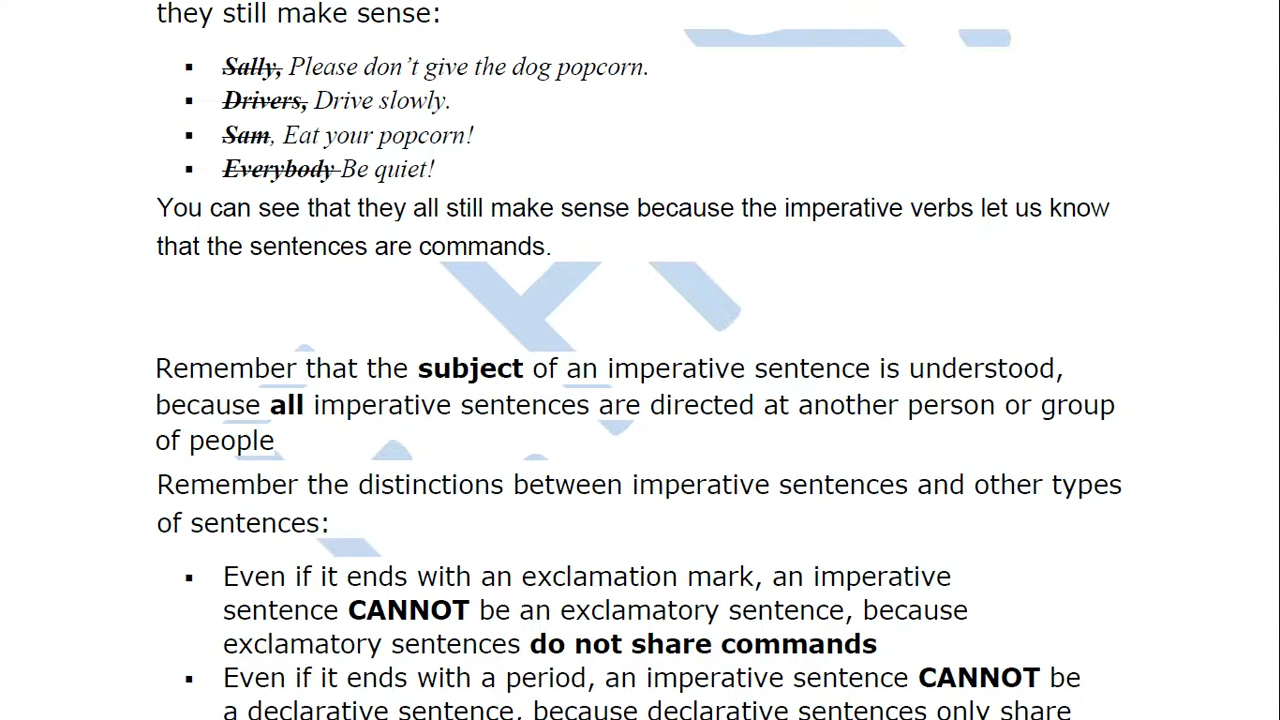 they still make sense:
▪ Sally, Please don’t give the dog popcorn.
▪ Drivers, Drive slowly.
▪ Sam, Eat your popcorn!
▪ Everybody Be quiet!
You can see that they all still make sense because the imperative verbs let us know
that the sentences are commands.
Remember that the subject of an imperative sentence is understood,
because all imperative sentences are directed at another person or group
of people
Remember the distinctions between imperative sentences and other types
of sentences:
▪ Even if it ends with an exclamation mark, an imperative
sentence CANNOT be an exclamatory sentence, because
exclamatory sentences do not share commands
▪ Even if it ends with a period, an imperative sentence CANNOT be
a declarative sentence, because declarative sentences only share